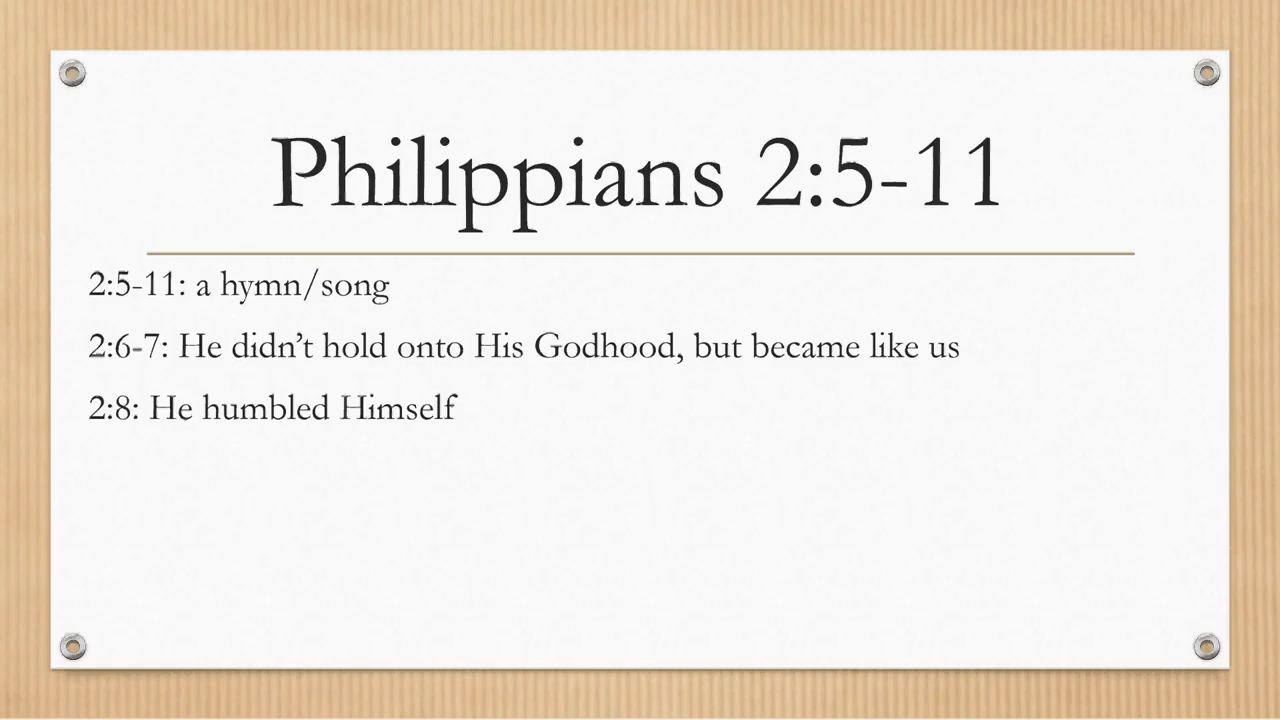 Philippians 2:5-11
2:5-11: a hymn/song
2:6-7: He didn’t hold onto His Godhood, but became like us
2:8: He humbled Himself